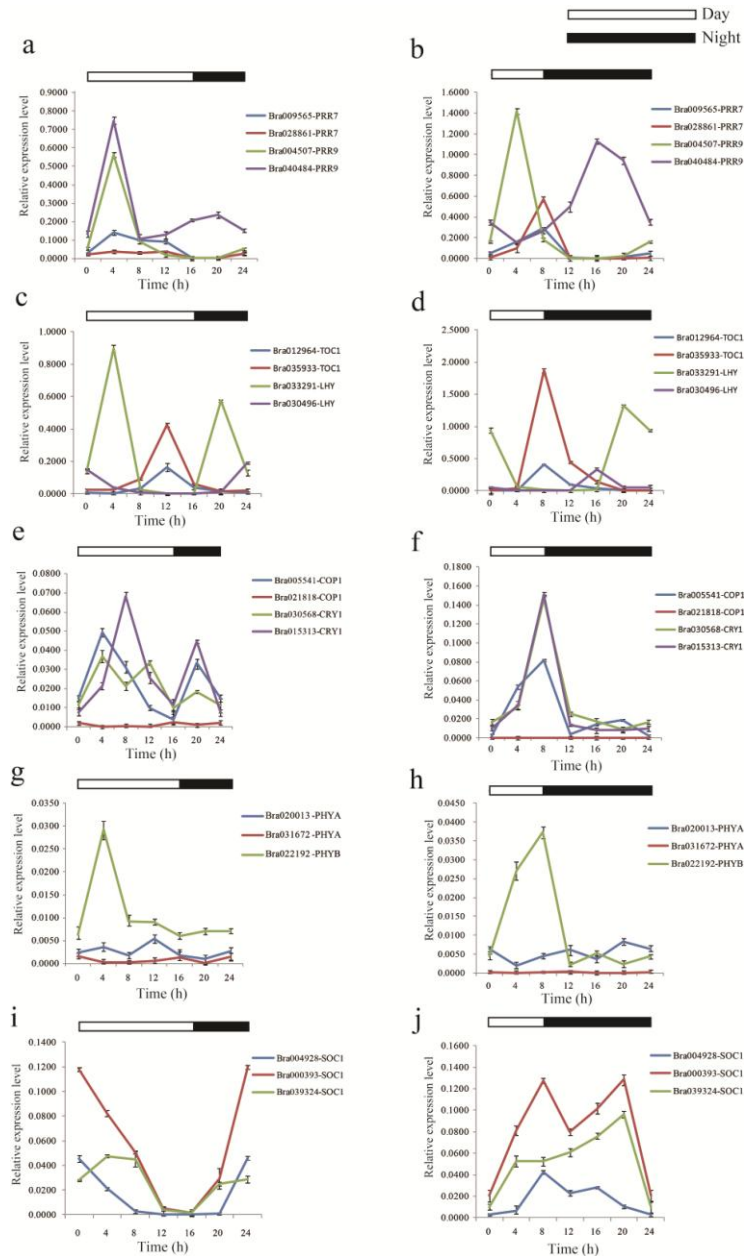 Day
Night
a
Relative expression level
0.9000
0.8000
0.7000
0.6000
0.5000
0.4000
0.3000
0.2000
0.1000
0.0000
0 4 8 12 16 20 24
Time (h)
Bra009565-PRR7
Bra028861-PRR7
Bra004507-PRR9
Bra040484-PRR9
b
Relative expression level
1.6000
1.4000
1.2000
1.0000
0.8000
0.6000
0.4000
0.2000
0.0000
0 4 8 12 16 20 24
Time (h)
Bra009565-PRR7
Bra028861-PRR7
Bra004507-PRR9
Bra040484-PRR9
c
Relative expression level
1.0000
0.8000
0.6000
0.4000
0.2000
0.0000
0 4 8 12 16 20 24
Time (h)
Bra012964-TOC1
Bra035933-TOC1
Bra033291-LHY
Bra030496-LHY
d
Relative expression level
2.5000
2.0000
1.5000
1.0000
0.5000
0.0000
0 4 8 12 16 20 24
Time (h)
Bra012964-TOC1
Bra035933-TOC1
Bra033291-LHY
Bra030496-LHY
e
Relative expression level
0.0800
0.0700
0.0600
0.0500
0.0400
0.0300
0.0200
0.0100
0.0000
0 4 8 12 16 20 24
Time (h)
Bra005541-COP1
Bra021818-COP1
Bra030568-CRY1
Bra015313-CRY1
f
Relative expression level
0.1800
0.1600
0.1400
0.1200
0.1000
0.0800
0.0600
0.0400
0.0200
0.0000
0 4 8 12 16 20 24
Time (h)
Bra005541-COP1
Bra021818-COP1
Bra030568-CRY1
Bra015313-CRY1
g
Relative expression level
0.0350
0.0300
0.0250
0.0200
0.0150
0.0100
0.0050
0.0000
0 4 8 12 16 20 24
Time (h)
Bra020013-PHYA
Bra031672-PHYA
Bra022192-PHYB
h
Relative expression level
0.0450
0.0400
0.0350
0.0300
0.0250
0.0200
0.0150
0.0100
0.0050
0.0000
0 4 8 12 16 20 24
Time (h)
Bra020013-PHYA
Bra031672-PHYA
Bra022192-PHYB
i
Relative expression level
0.1400
0.1200
0.1000
0.0800
0.0600
0.0400
0.0200
0.0000
0 4 8 12 16 20 24
Time (h)
Bra004928-SOC1
Bra000393-SOC1
Bra039324-SOC1
j
Relative expression level
0.1600
0.1400
0.1200
0.1000
0.0800
0.0600
0.0400
0.0200
0.0000
0 4 8 12 16 20 24
Time (h)
Bra004928-SOC1
Bra000393-SOC1
Bra039324-SOC1